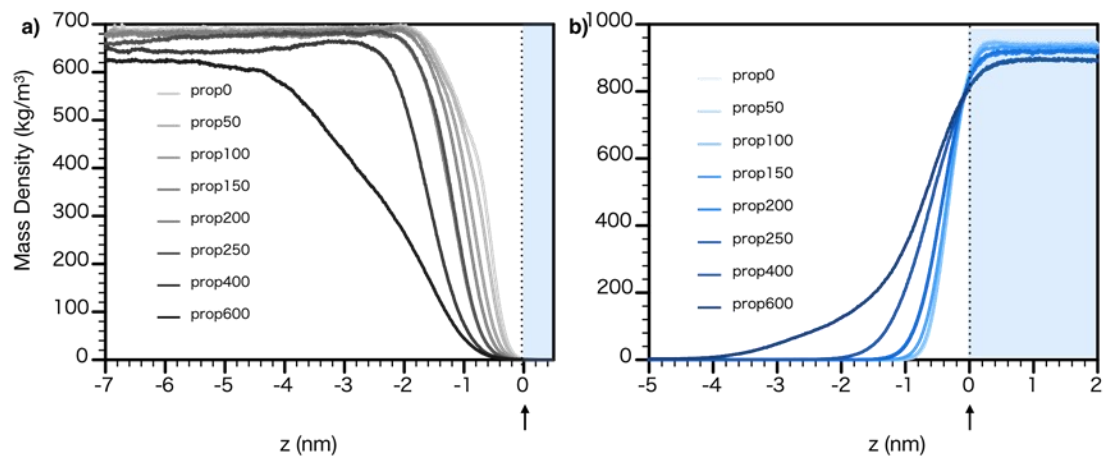 a)
Mass Density (kg/m³)
700
600
500
400
300
200
100
0
prop0
prop50
prop100
prop150
prop200
prop250
prop400
prop600
-7 -6 -5 -4 -3 -2 -1 0
z (nm)
b)
1000
800
600
400
200
0
prop0
prop50
prop100
prop150
prop200
prop250
prop400
prop600
-5 -4 -3 -2 -1 0 1 2
z (nm)